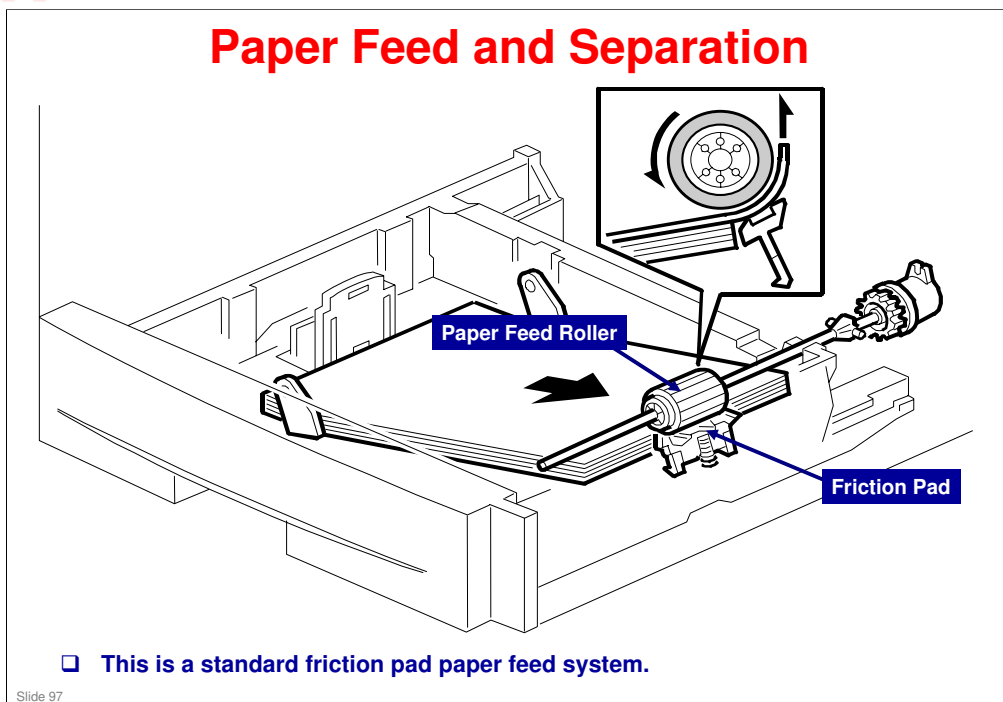 Paper Feed and Separation
Paper Feed Roller
Friction Pad
❑ This is a standard friction pad paper feed system.
Slide 97